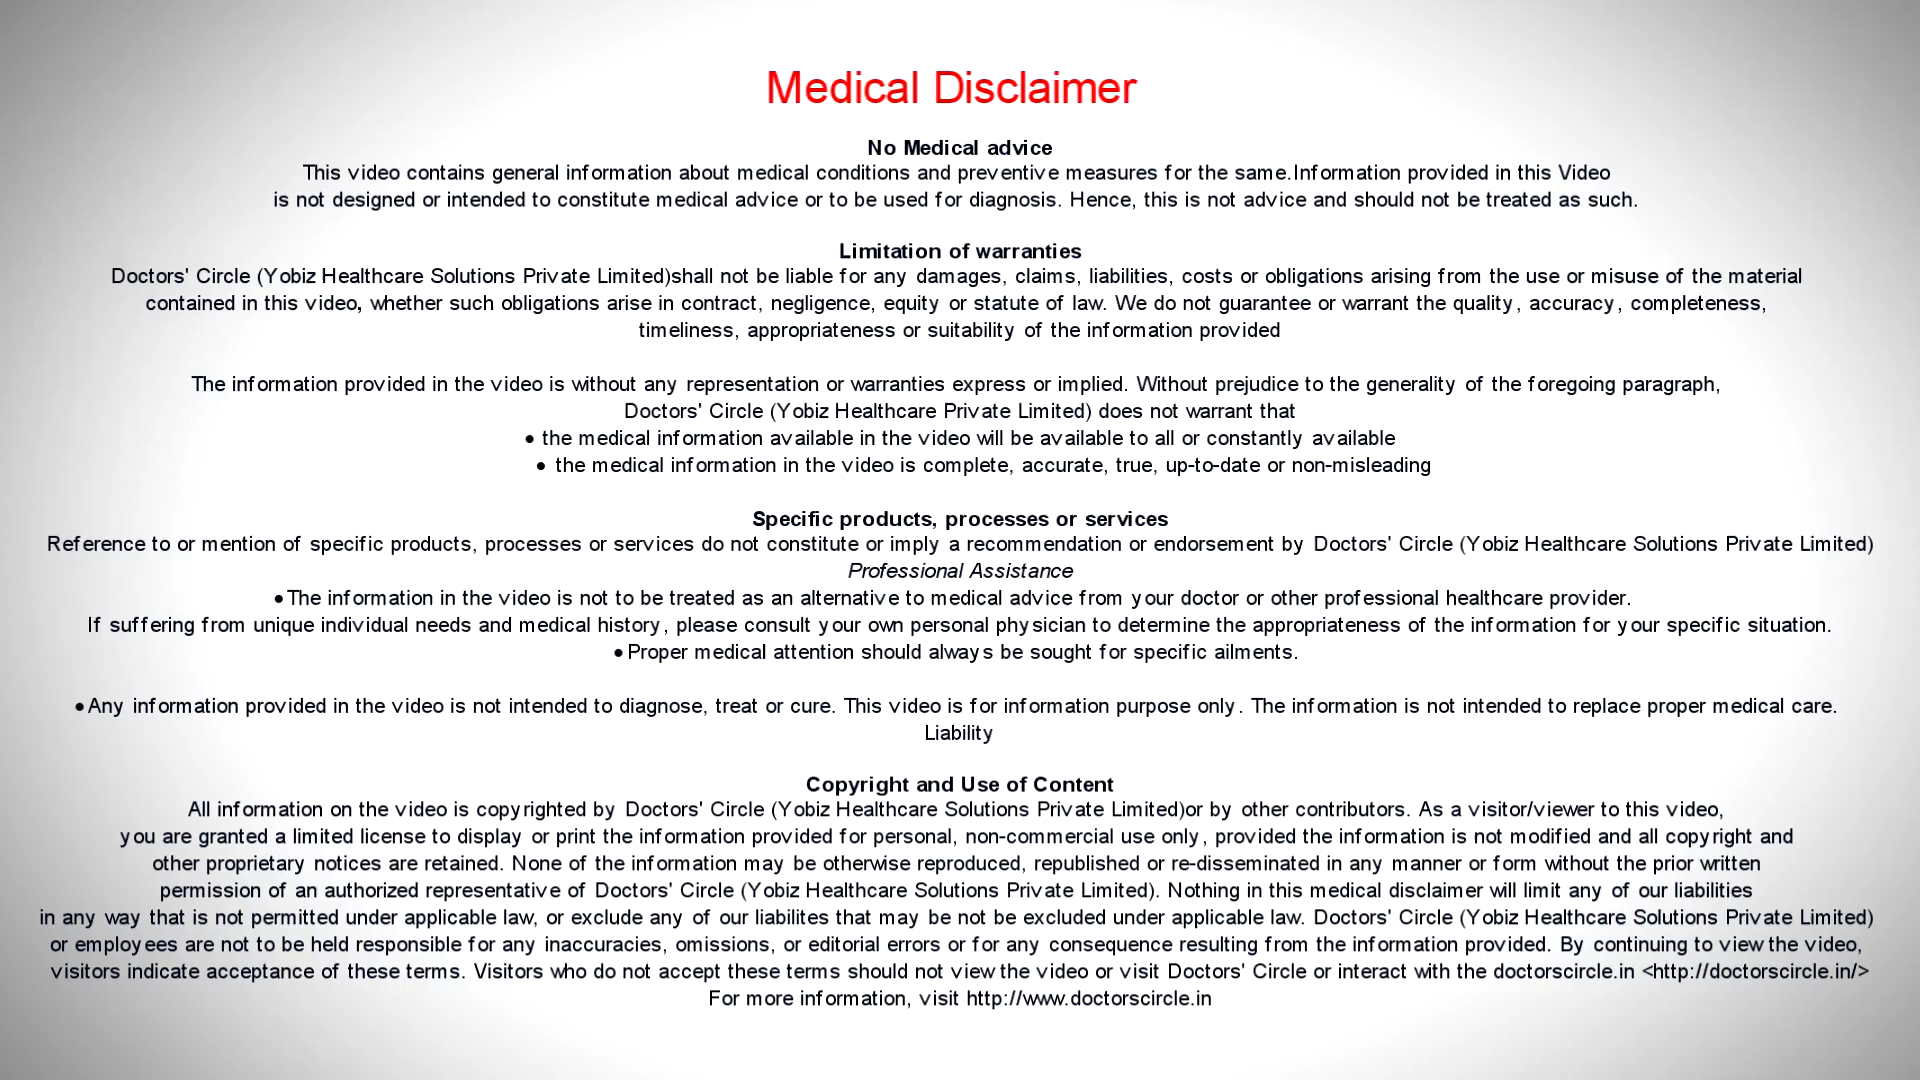 Medical Disclaimer
No Medical advice
This video contains general information about medical conditions and preventive measures for the same.Information provided in this Video
is not designed or intended to constitute medical advice or to be used for diagnosis. Hence, this is not advice and should not be treated as such.
Limitation of warranties
Doctors' Circle (Yobiz Healthcare Solutions Private Limited)shall not be liable for any damages, claims, liabilities, costs or obligations arising from the use or misuse of the material
contained in this video, whether such obligations arise in contract, negligence, equity or statute of law. We do not guarantee or warrant the quality, accuracy, completeness,
timeliness, appropriateness or suitability of the information provided
The information provided in the video is without any representation or warranties express or implied. Without prejudice to the generality of the foregoing paragraph,
Doctors' Circle (Yobiz Healthcare Private Limited) does not warrant that
• the medical information available in the video will be available to all or constantly available
• the medical information in the video is complete, accurate, true, up-to-date or non-misleading
Specific products, processes or services
Reference to or mention of specific products, processes or services do not constitute or imply a recommendation or endorsement by Doctors' Circle (Yobiz Healthcare Solutions Private Limited)
Professional Assistance
•The information in the video is not to be treated as an alternative to medical advice from your doctor or other professional healthcare provider.
If suffering from unique individual needs and medical history, please consult your own personal physician to determine the appropriateness of the information for your specific situation.
•Proper medical attention should always be sought for specific ailments.
•Any information provided in the video is not intended to diagnose, treat or cure. This video is for information purpose only. The information is not intended to replace proper medical care.
Liability
Copyright and Use of Content
All information on the video is copyrighted by Doctors' Circle (Yobiz Healthcare Solutions Private Limited)or by other contributors. As a visitor/viewer to this video,
you are granted a limited license to display or print the information provided for personal, non-commercial use only, provided the information is not modified and all copyright and
other proprietary notices are retained. None of the information may be otherwise reproduced, republished or re-disseminated in any manner or form without the prior written
permission of an authorized representative of Doctors' Circle (Yobiz Healthcare Solutions Private Limited). Nothing in this medical disclaimer will limit any of our liabilities
in any way that is not permitted under applicable law, or exclude any of our liabilites that may be not be excluded under applicable law. Doctors' Circle (Yobiz Healthcare Solutions Private Limited)
or employees are not to be held responsible for any inaccuracies, omissions, or editorial errors or for any consequence resulting from the information provided. By continuing to view the video,
visitors indicate acceptance of these terms. Visitors who do not accept these terms should not view the video or visit Doctors' Circle or interact with the doctorscircle.in <http://doctorscircle.in/>
For more information, visit http://www.doctorscircle.in